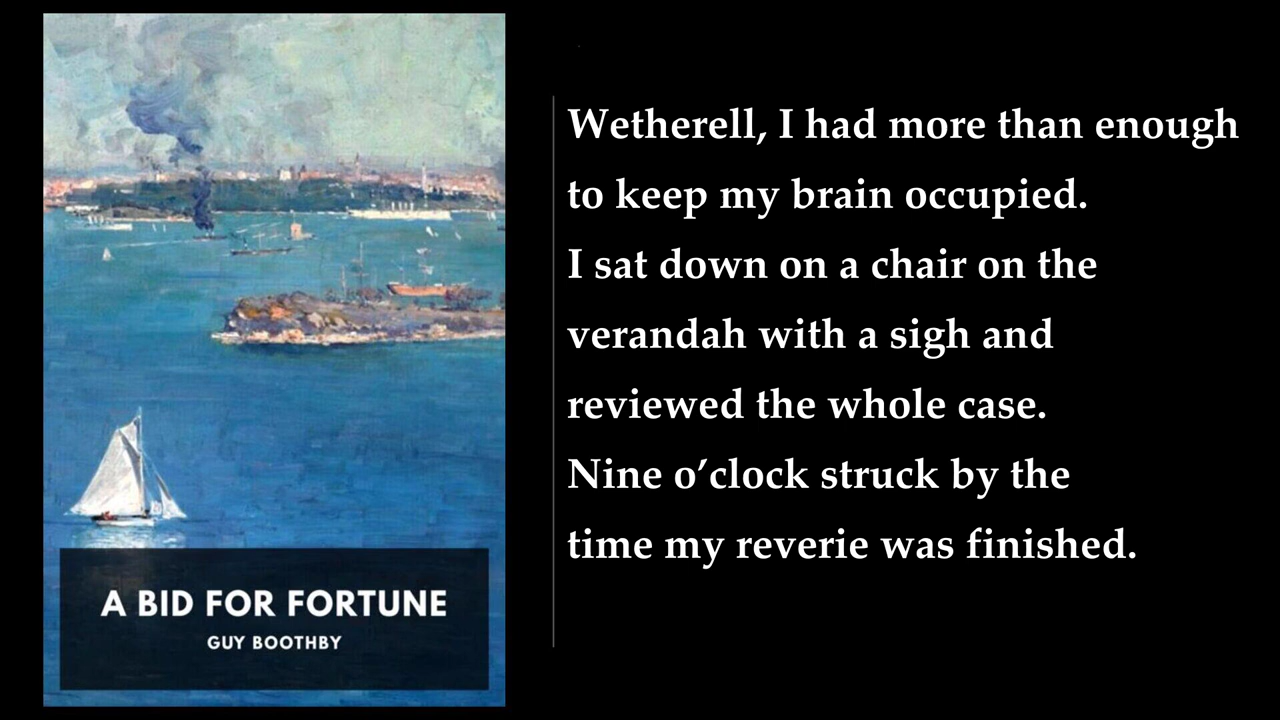 Wetherell, I had more than enough
to keep my brain occupied.
I sat down on a chair on the
verandah with a sigh and
reviewed the whole case.
Nine o’clock struck by the
time my reverie was finished.
A BID FOR FORTUNE
GUY BOOTHBY